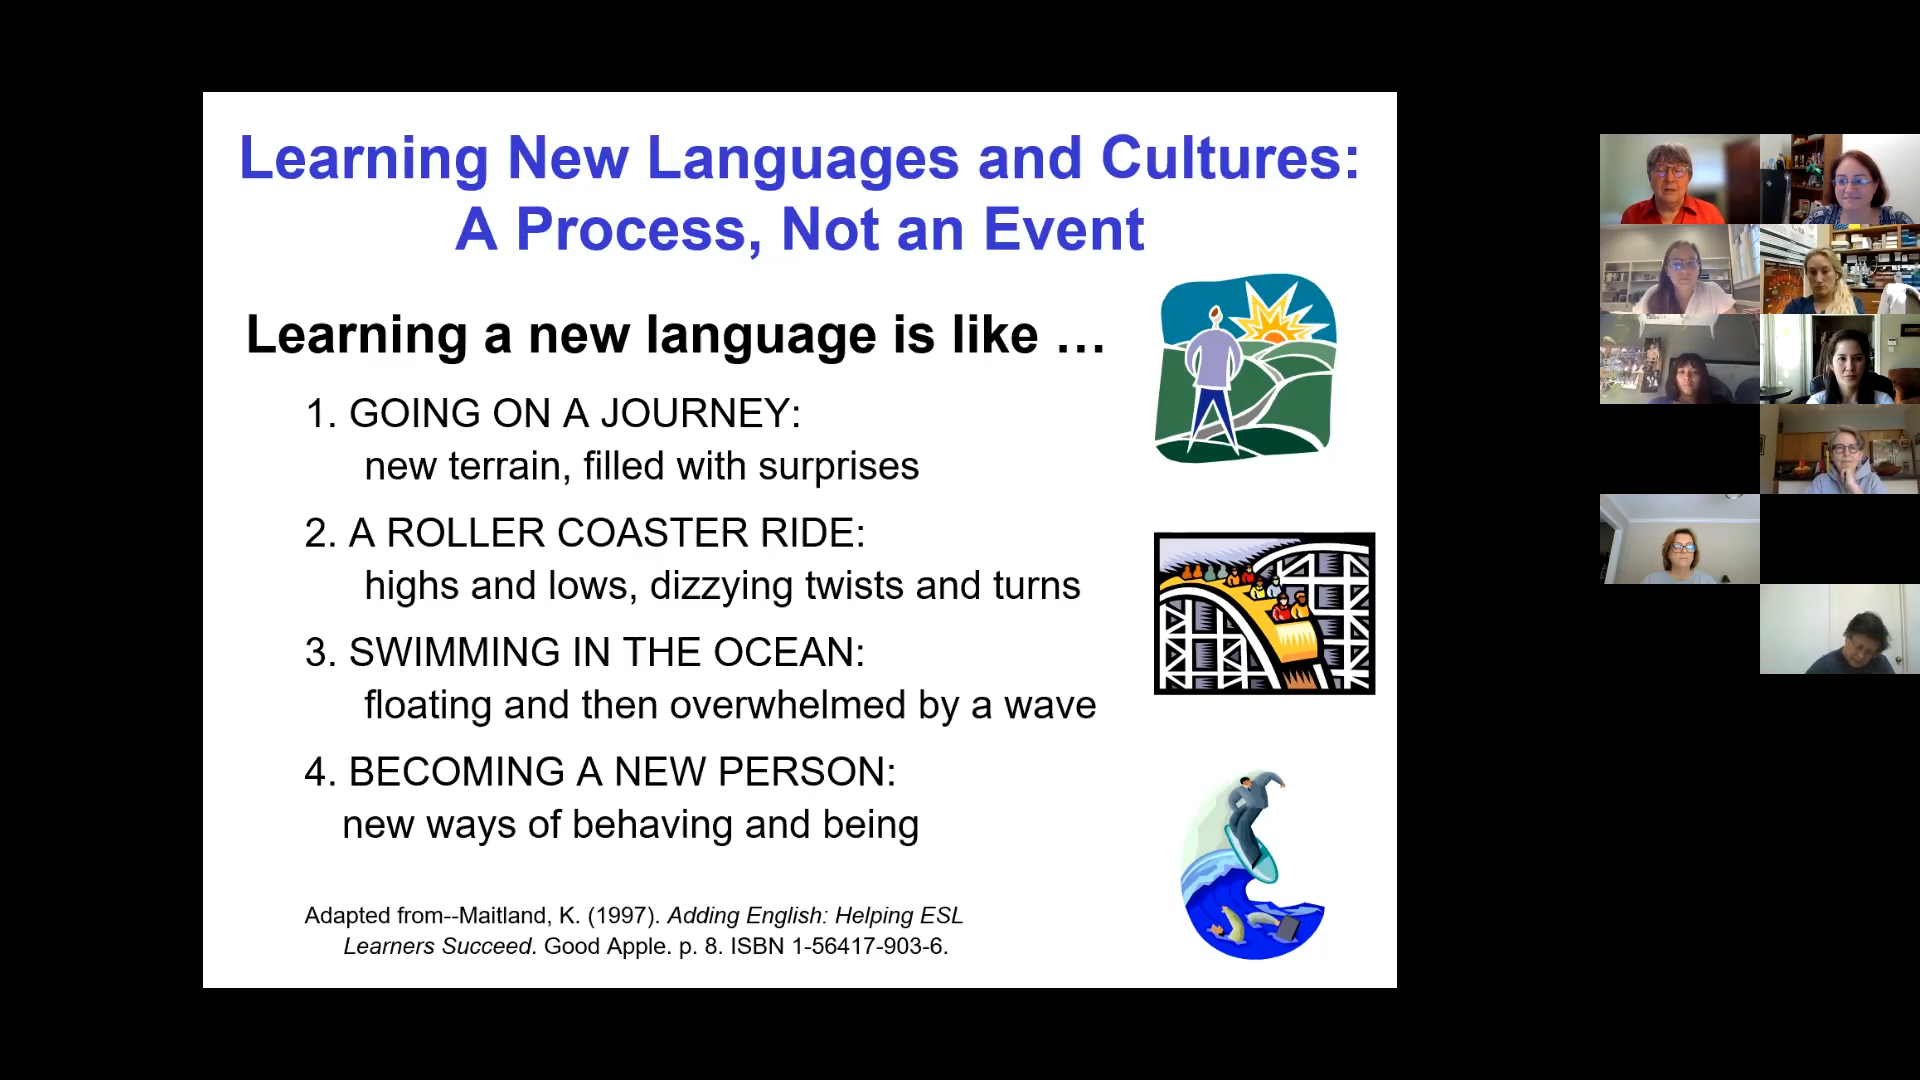 Learning New Languages and Cultures:
A Process, Not an Event
Learning a new language is like …
1. GOING ON A JOURNEY:
new terrain, filled with surprises
2. A ROLLER COASTER RIDE:
highs and lows, dizzying twists and turns
3. SWIMMING IN THE OCEAN:
floating and then overwhelmed by a wave
4. BECOMING A NEW PERSON:
new ways of behaving and being
Adapted from--Maitland, K. (1997). Adding English: Helping ESL
Learners Succeed. Good Apple. p. 8. ISBN 1-56417-903-6.